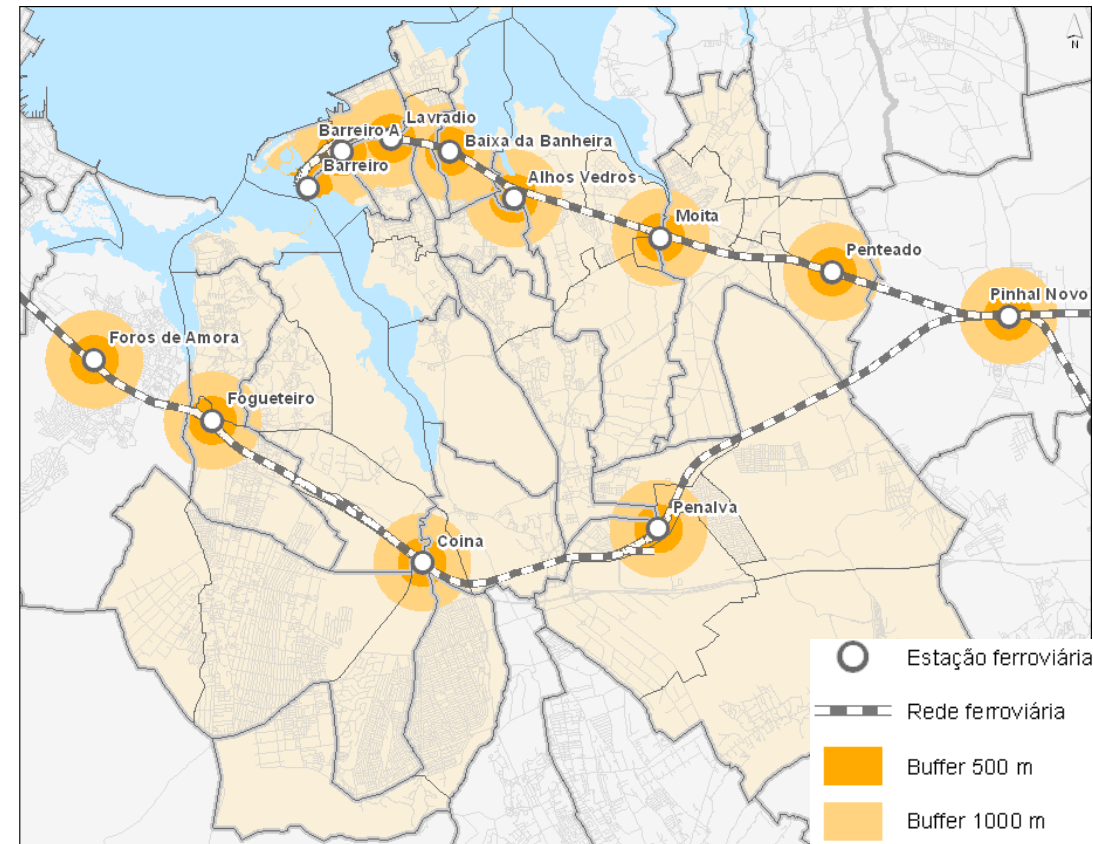 N
Lavradio
Barreiro A
Baixa da Banheira
Barreiro
Alhos Vedros
Moita
Penteado
Pinhal Novo
Foros de Amora
Fogueteiro
Penalva
Coina
Estação ferroviária
Rede ferroviária
Buffer 500 m
Buffer 1000 m